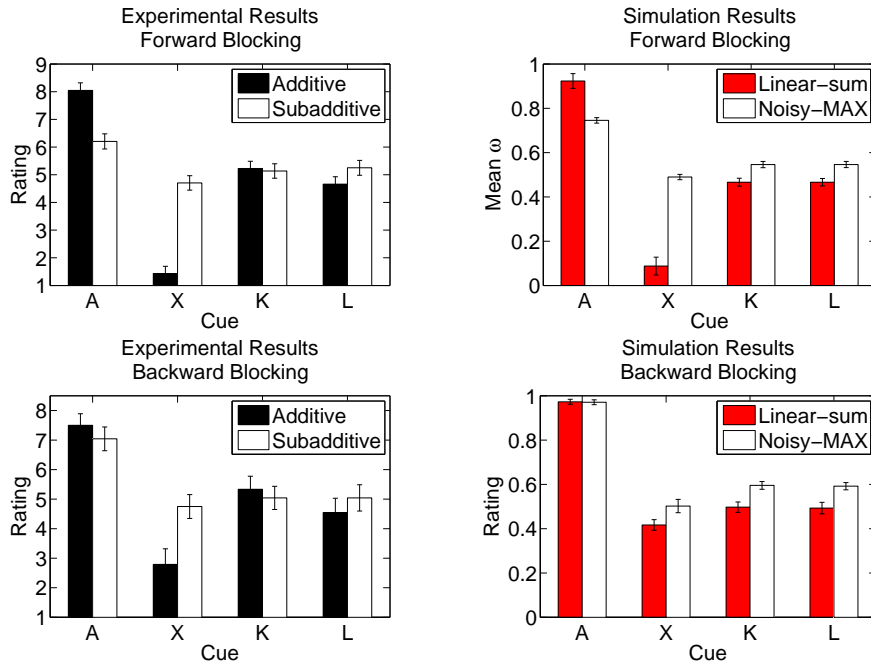 Experimental Results
Forward Blocking
9
8
7
6
5
4
3
2
1
Rating
Additive
Subadditive
A X K L
Cue
Simulation Results
Forward Blocking
1
0.8
0.6
0.4
0.2
0
Mean ω
Linear−sum
Noisy−MAX
A X K L
Cue
Experimental Results
Backward Blocking
8
7
6
5
4
3
2
1
Rating
Additive
Subadditive
A X K L
Cue
Simulation Results
Backward Blocking
1
0.8
0.6
0.4
0.2
0
Rating
Linear−sum
Noisy−MAX
A X K L
Cue